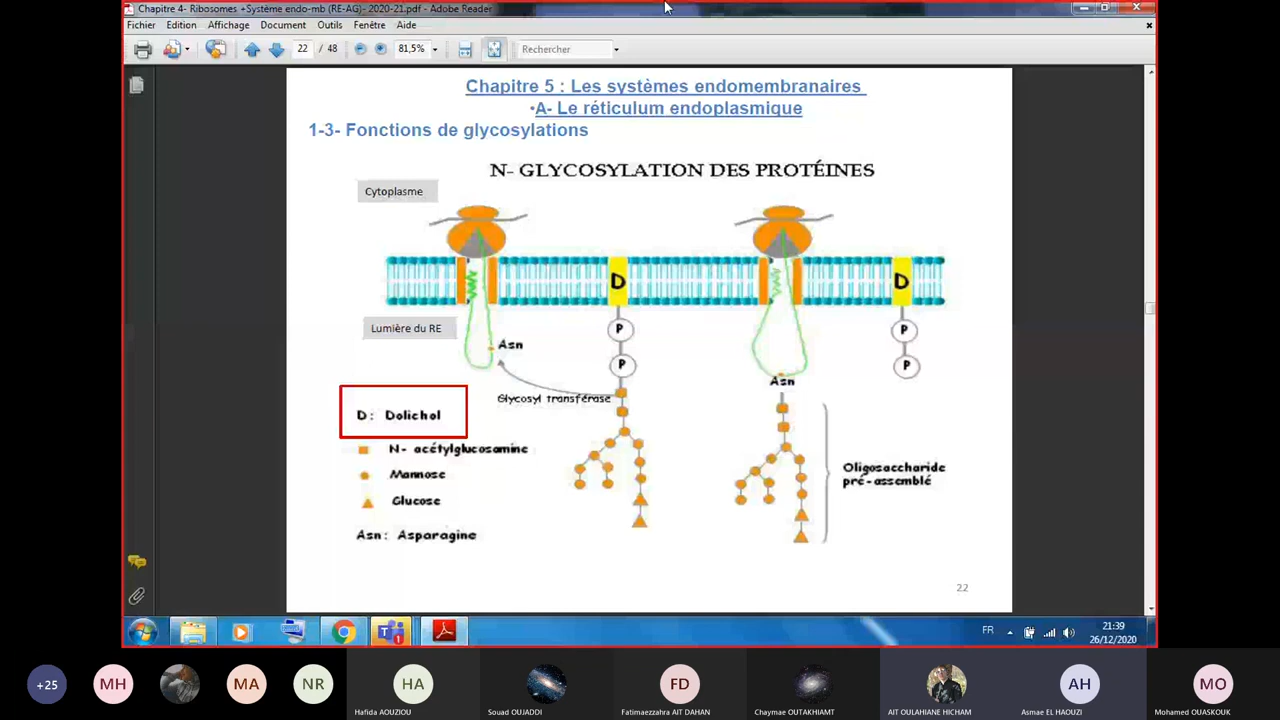 Chapitre 4- Ribosomes +Système endo-mb (RE-AG)- 2020-21.pdf - Adobe Reader
Fichier Edition Affichage Document Outils Fenêtre Aide
22 / 48 81,5% Rechercher
Chapitre 5 : Les systèmes endomembranaires
•A- Le réticulum endoplasmique
1-3- Fonctions de glycosylations
N- GLYCOSYLATION DES PROTÉINES
Cytoplasme
D D
Lumière du RE
P P
Asn
P P
Asn
Glycosyl transférase
D: Dolichol
N- acétylglucosamine
Mannose
Glucose
Asn: Asparagine
Oligosaccharide
pré-assemblé
22
FR
21:39
26/12/2020
1
+25 MH MA NR HA FD AH MO
Hafida AOUZIOU Souad OUJADDI Fatimaezzahra AIT DAHAN Chaymae OUTAKHIAMT AIT OULAHIANE HICHAM Asmae EL HAOUZI Mohamed OUASKOUK